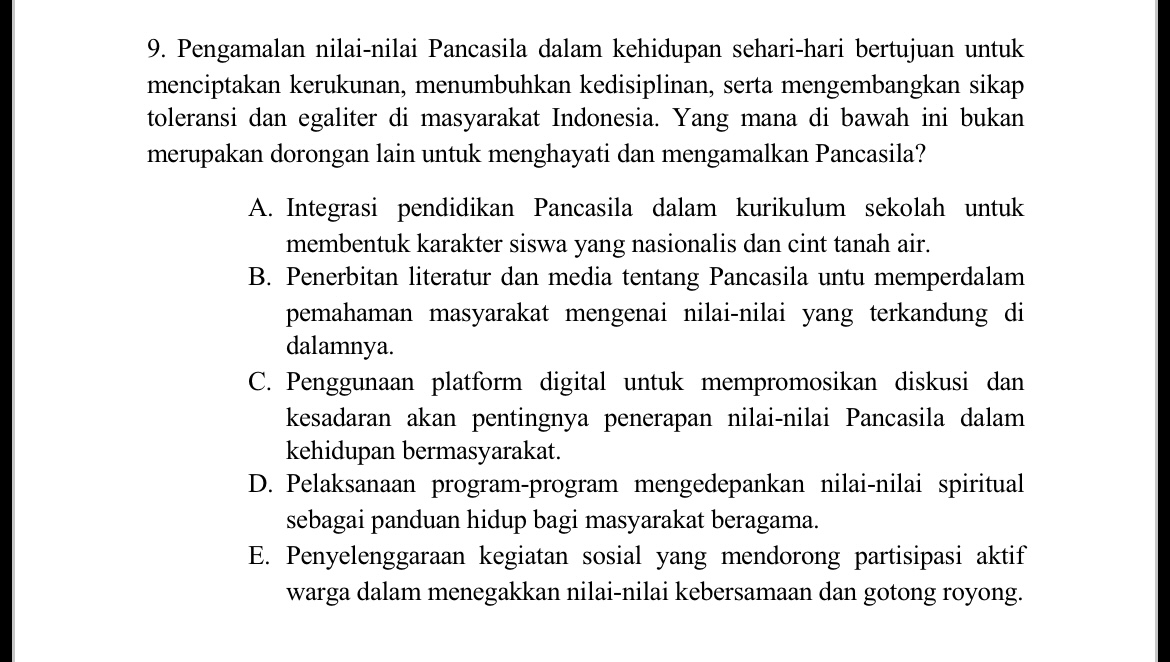 9. Pengamalan nilai-nilai Pancasila dalam kehidupan sehari-hari bertujuan untuk
menciptakan kerukunan, menumbuhkan kedisiplinan, serta mengembangkan sikap
toleransi dan egaliter di masyarakat Indonesia. Yang mana di bawah ini bukan
merupakan dorongan lain untuk menghayati dan mengamalkan Pancasila?
A. Integrasi pendidikan Pancasila dalam kurikulum sekolah untuk
membentuk karakter siswa yang nasionalis dan cint tanah air.
B. Penerbitan literatur dan media tentang Pancasila untu memperdalam
pemahaman masyarakat mengenai nilai-nilai yang terkandung di
dalamnya.
C. Penggunaan platform digital untuk mempromosikan diskusi dan
kesadaran akan pentingnya penerapan nilai-nilai Pancasila dalam
kehidupan bermasyarakat.
D. Pelaksanaan program-program mengedepankan nilai-nilai spiritual
sebagai panduan hidup bagi masyarakat beragama.
E. Penyelenggaraan kegiatan sosial yang mendorong partisipasi aktif
warga dalam menegakkan nilai-nilai kebersamaan dan gotong royong.